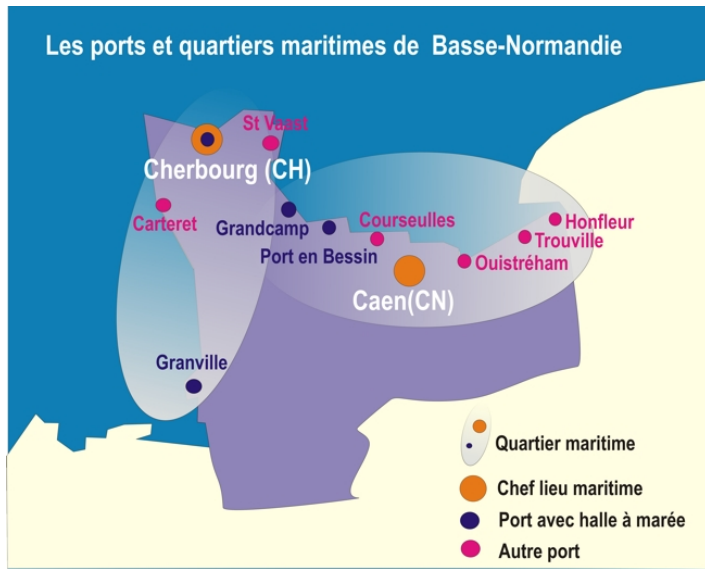 Les ports et quartiers maritimes de Basse-Normandie
St Vaast
Cherbourg (CH)
Carteret
Grandcamp
Courseulles
Honfleur
Trouville
Port en Bessin
Ouistréham
Caen(CN)
Granville
Quartier maritime
Chef lieu maritime
Port avec halle à marée
Autre port